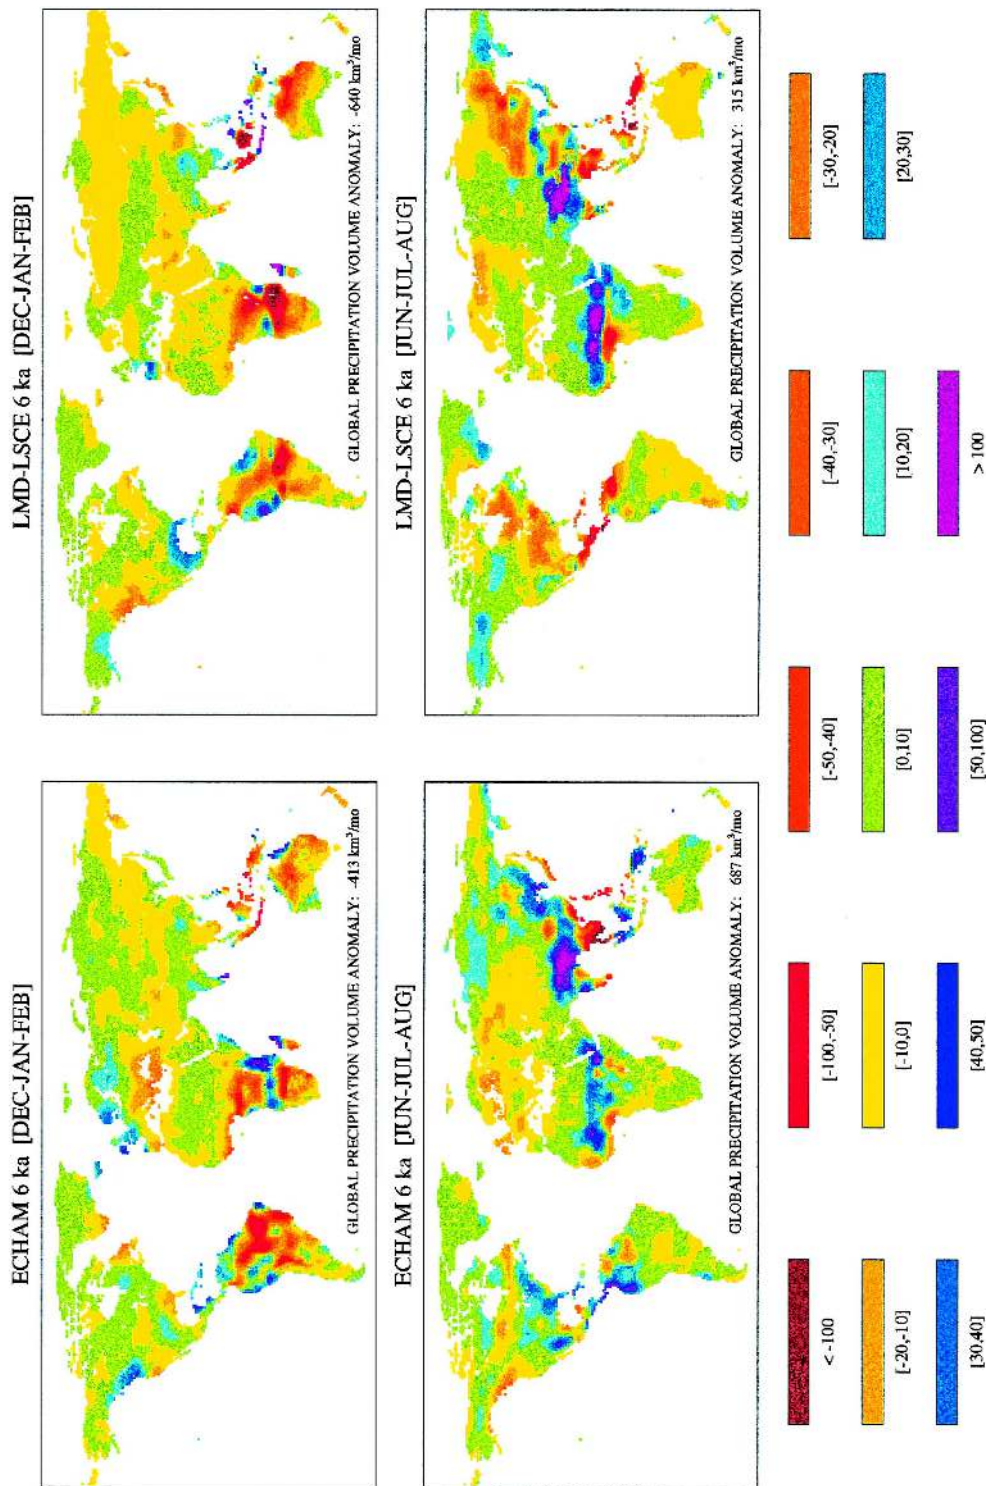 ECHAM 6 ka [DEC-JAN-FEB]
GLOBAL PRECIPITATION VOLUME ANOMALY: -413 km³/mo
LMD-LSCE 6 ka [DEC-JAN-FEB]
GLOBAL PRECIPITATION VOLUME ANOMALY: -640 km³/mo
ECHAM 6 ka [JUN-JUL-AUG]
GLOBAL PRECIPITATION VOLUME ANOMALY: 687 km³/mo
LMD-LSCE 6 ka [JUN-JUL-AUG]
GLOBAL PRECIPITATION VOLUME ANOMALY: 315 km³/mo
< -100
[-100,-50]
[-50,-40]
[-40,-30]
[-30,-20]
[-20,-10]
[-10,0]
[0,10]
[10,20]
[20,30]
[30,40]
[40,50]
[50,100]
> 100